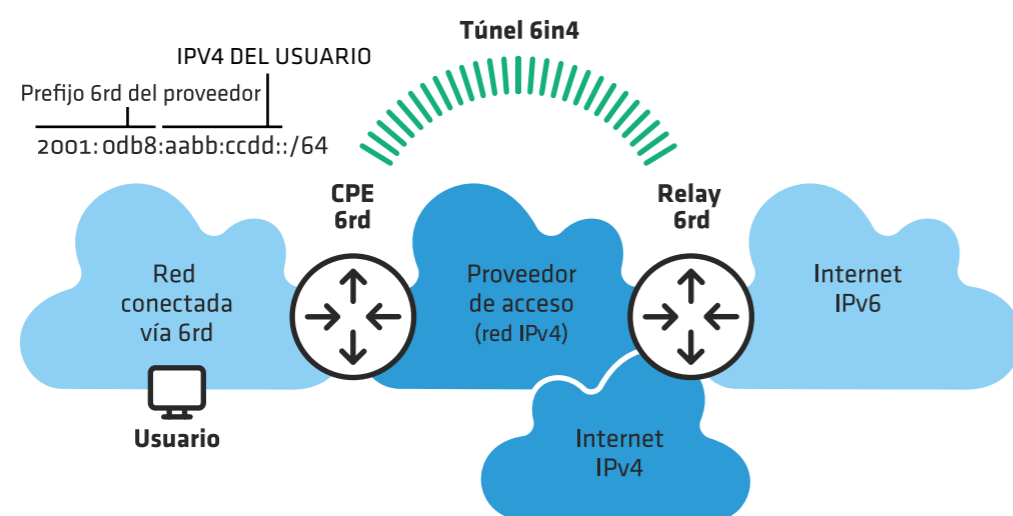 Túnel 6in4
IPV4 DEL USUARIO
Prefijo 6rd del proveedor
2001:0db8:aabb:ccdd::/64
CPE
6rd
Relay
6rd
Red
conectada
vía 6rd
Proveedor
de acceso
(red IPv4)
Internet
IPv6
Usuario
Internet
IPv4